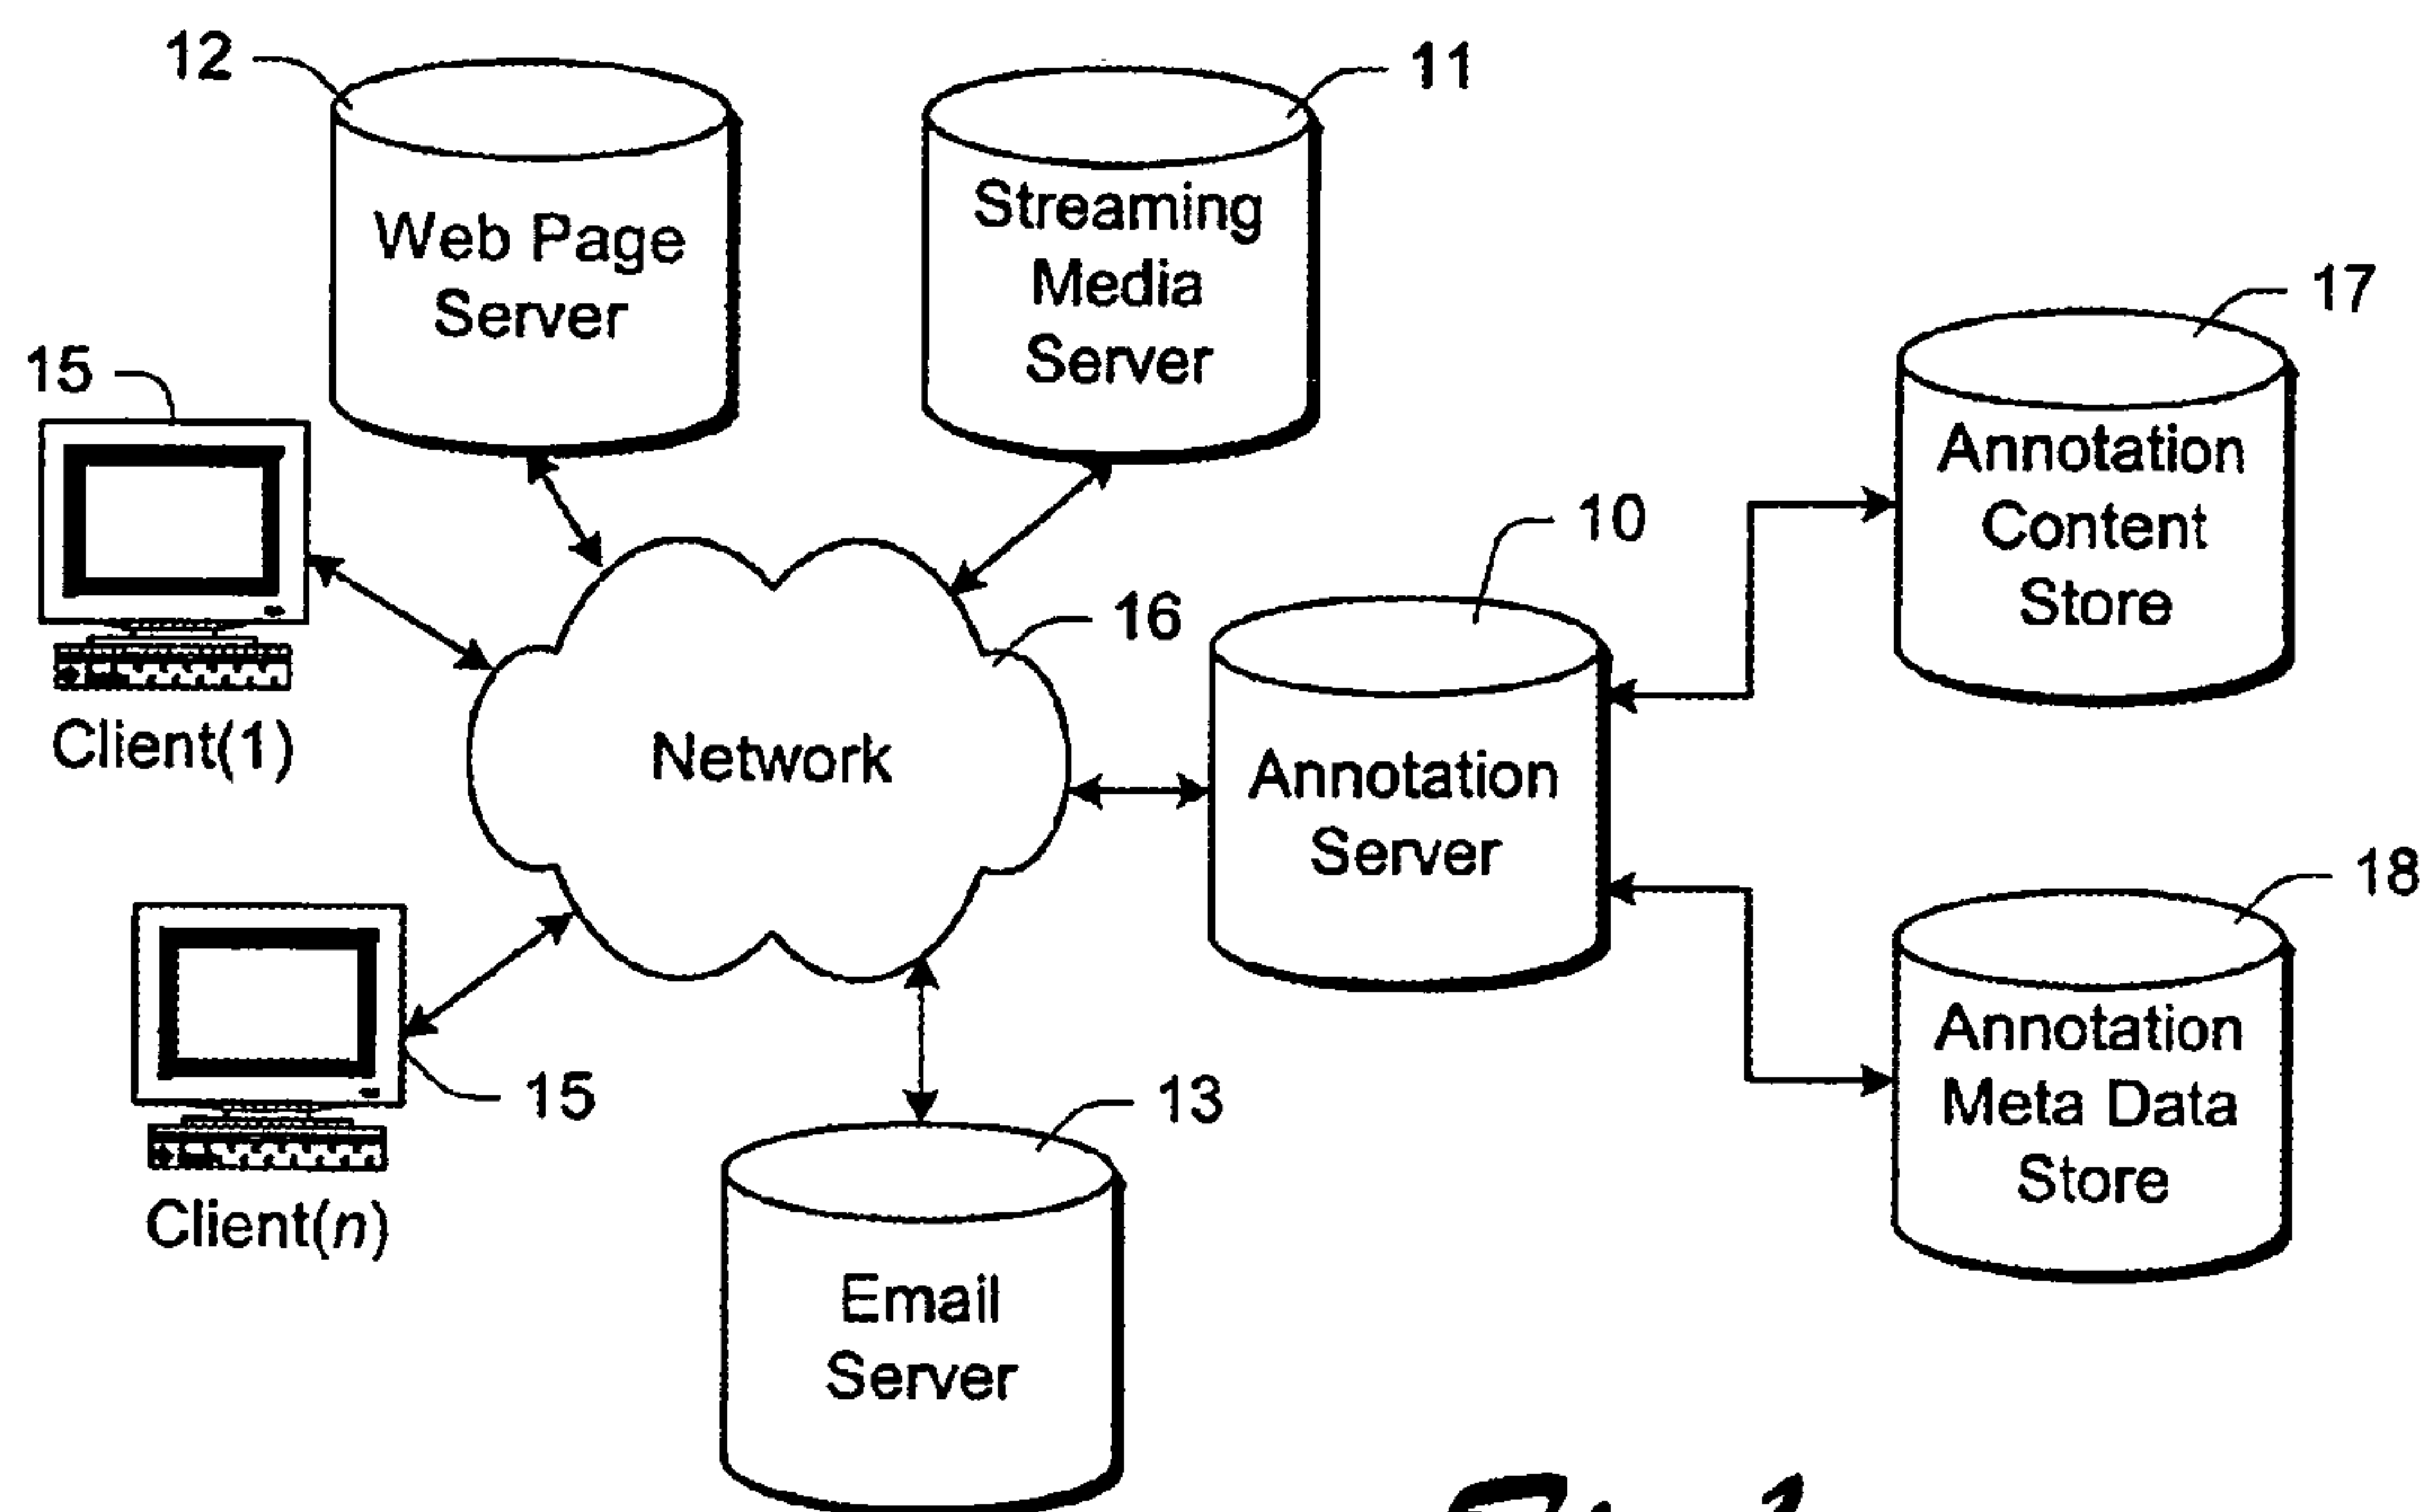 12
Web Page
Server
11
Streaming
Media
Server
17
Annotation
Content
Store
15
Client(1)
16
Network
10
Annotation
Server
18
Annotation
Meta Data
Store
15
Client(n)
13
Email
Server